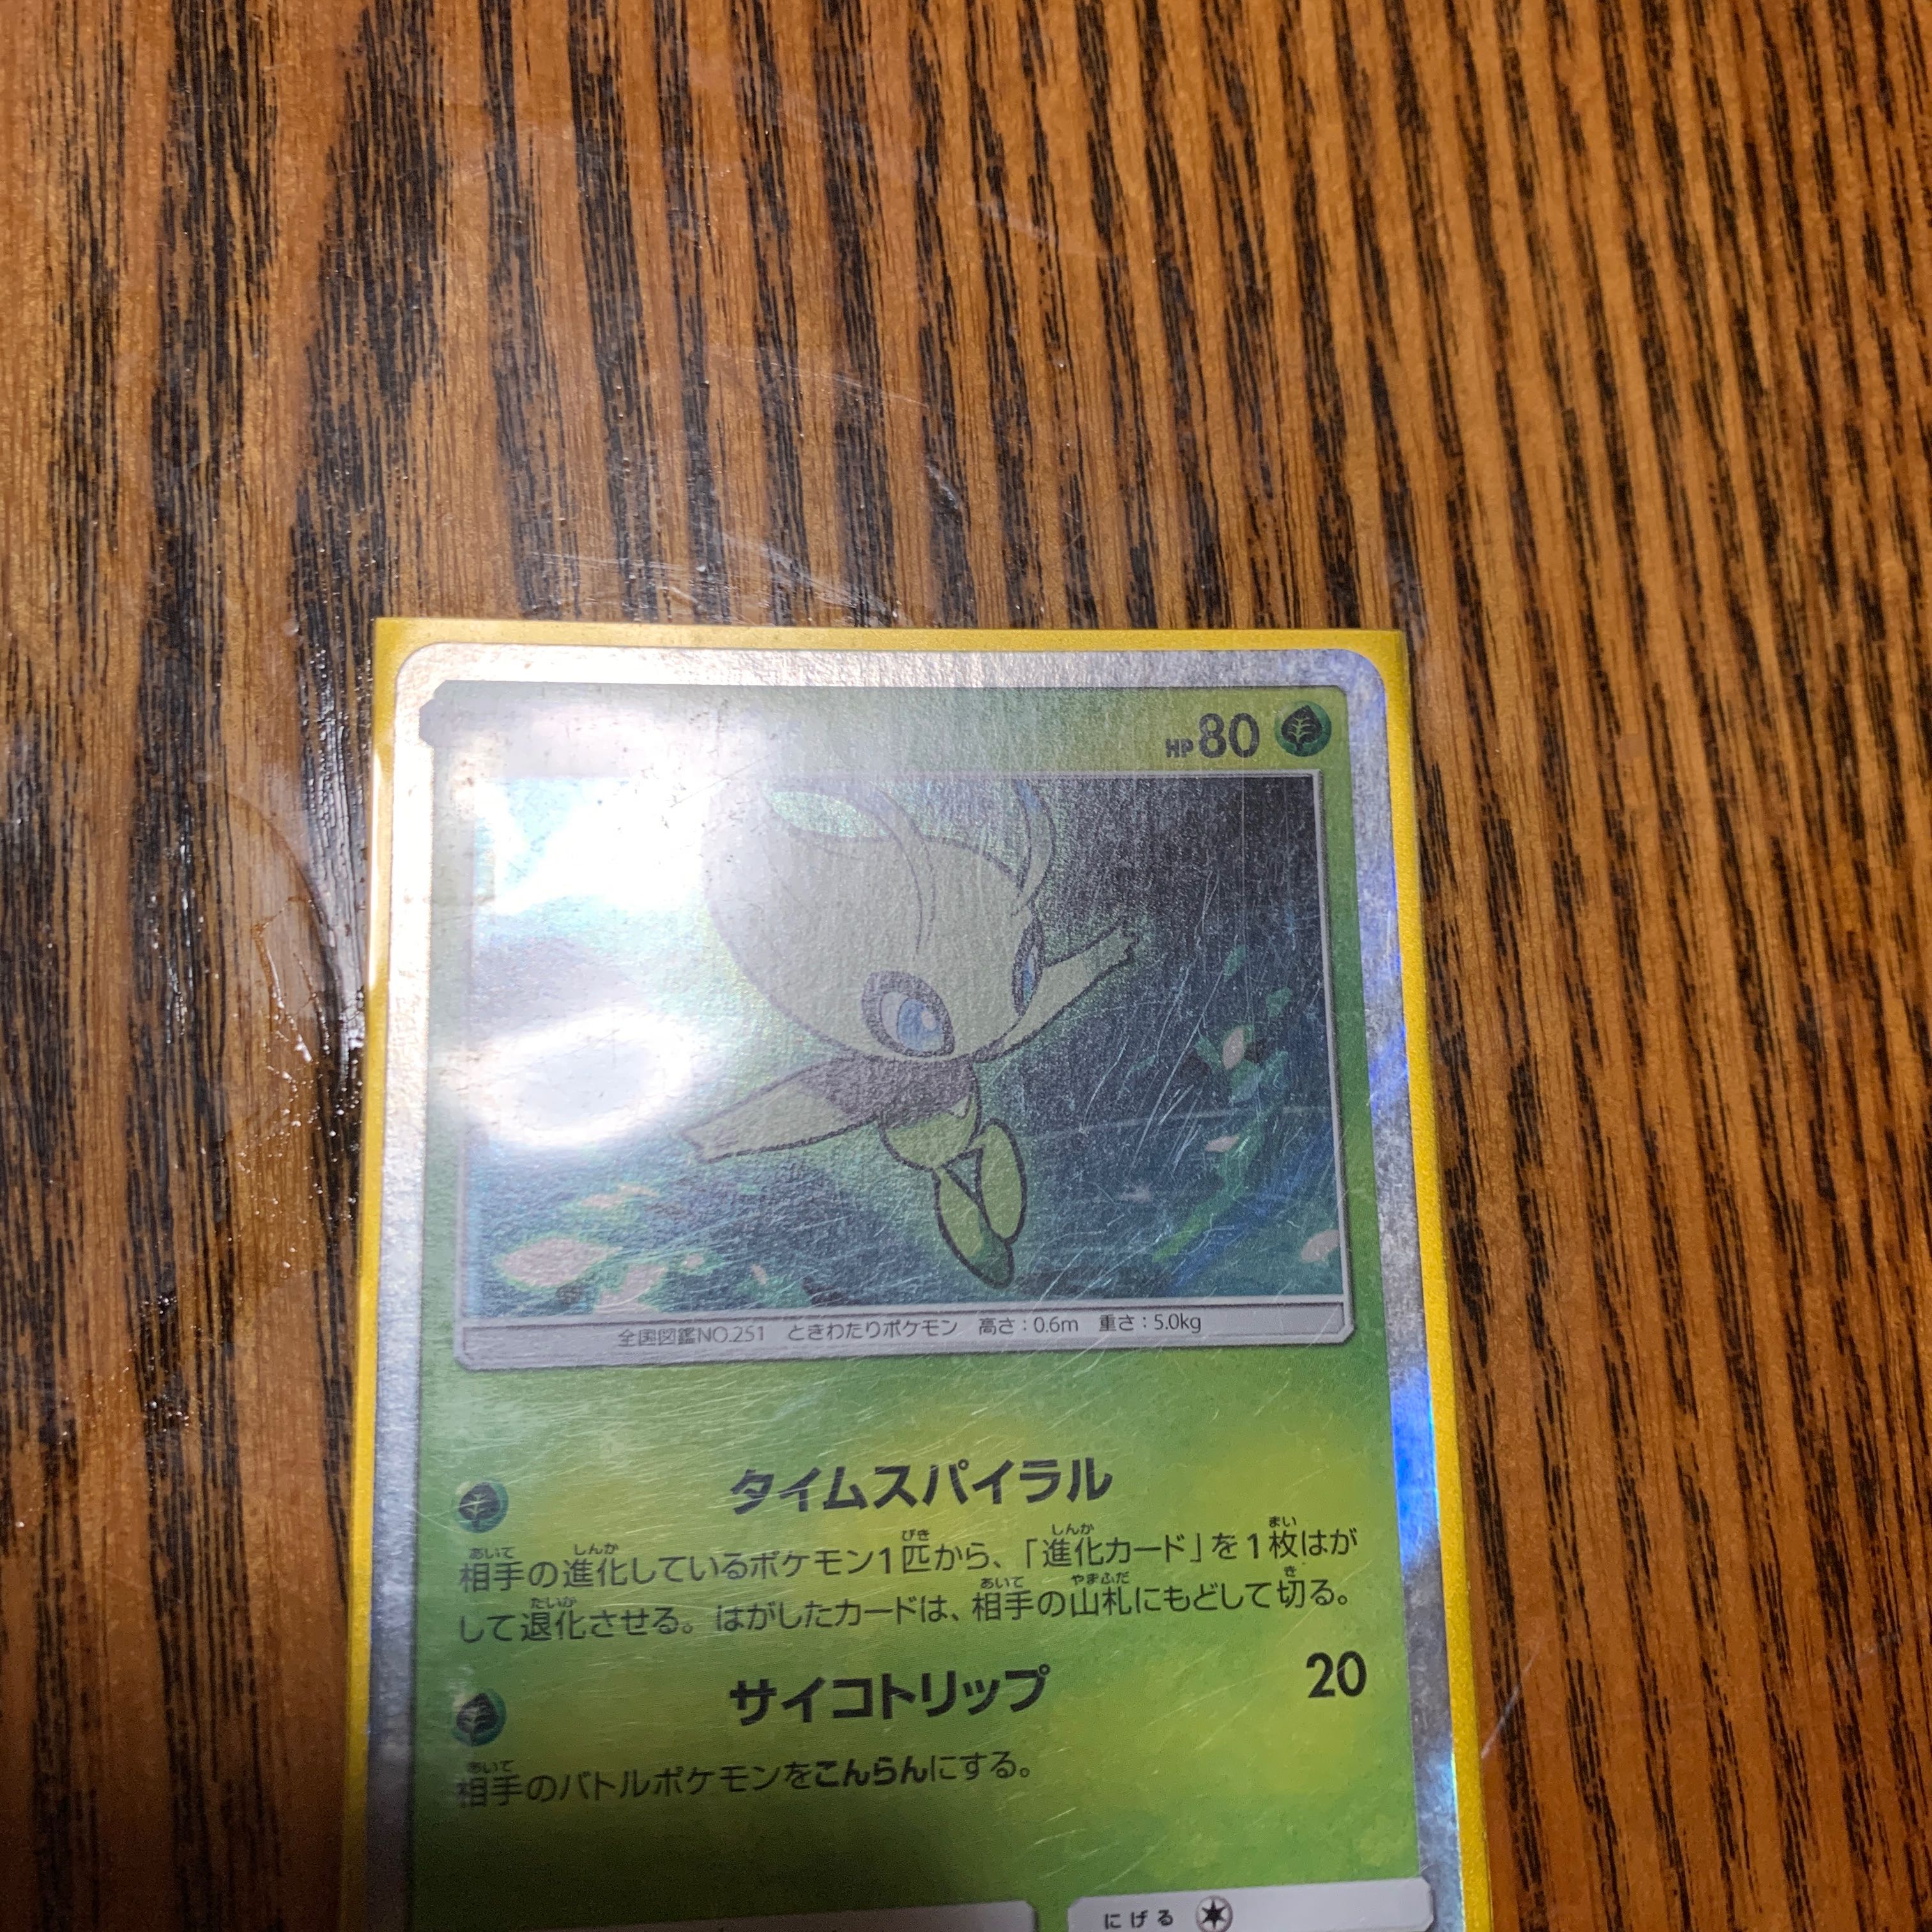 HP80
全国図鑑NO.251 ときわたりポケモン 高さ:0.6m 重さ:5.0kg
タイムスパイラル
相手の進化しているポケモン1匹から、「進化カード」を1枚はが
して退化させる。はがしたカードは、相手の山札にもどして切る。
サイコトリップ 20
相手のバトルポケモンをこんらんにする。
にげる